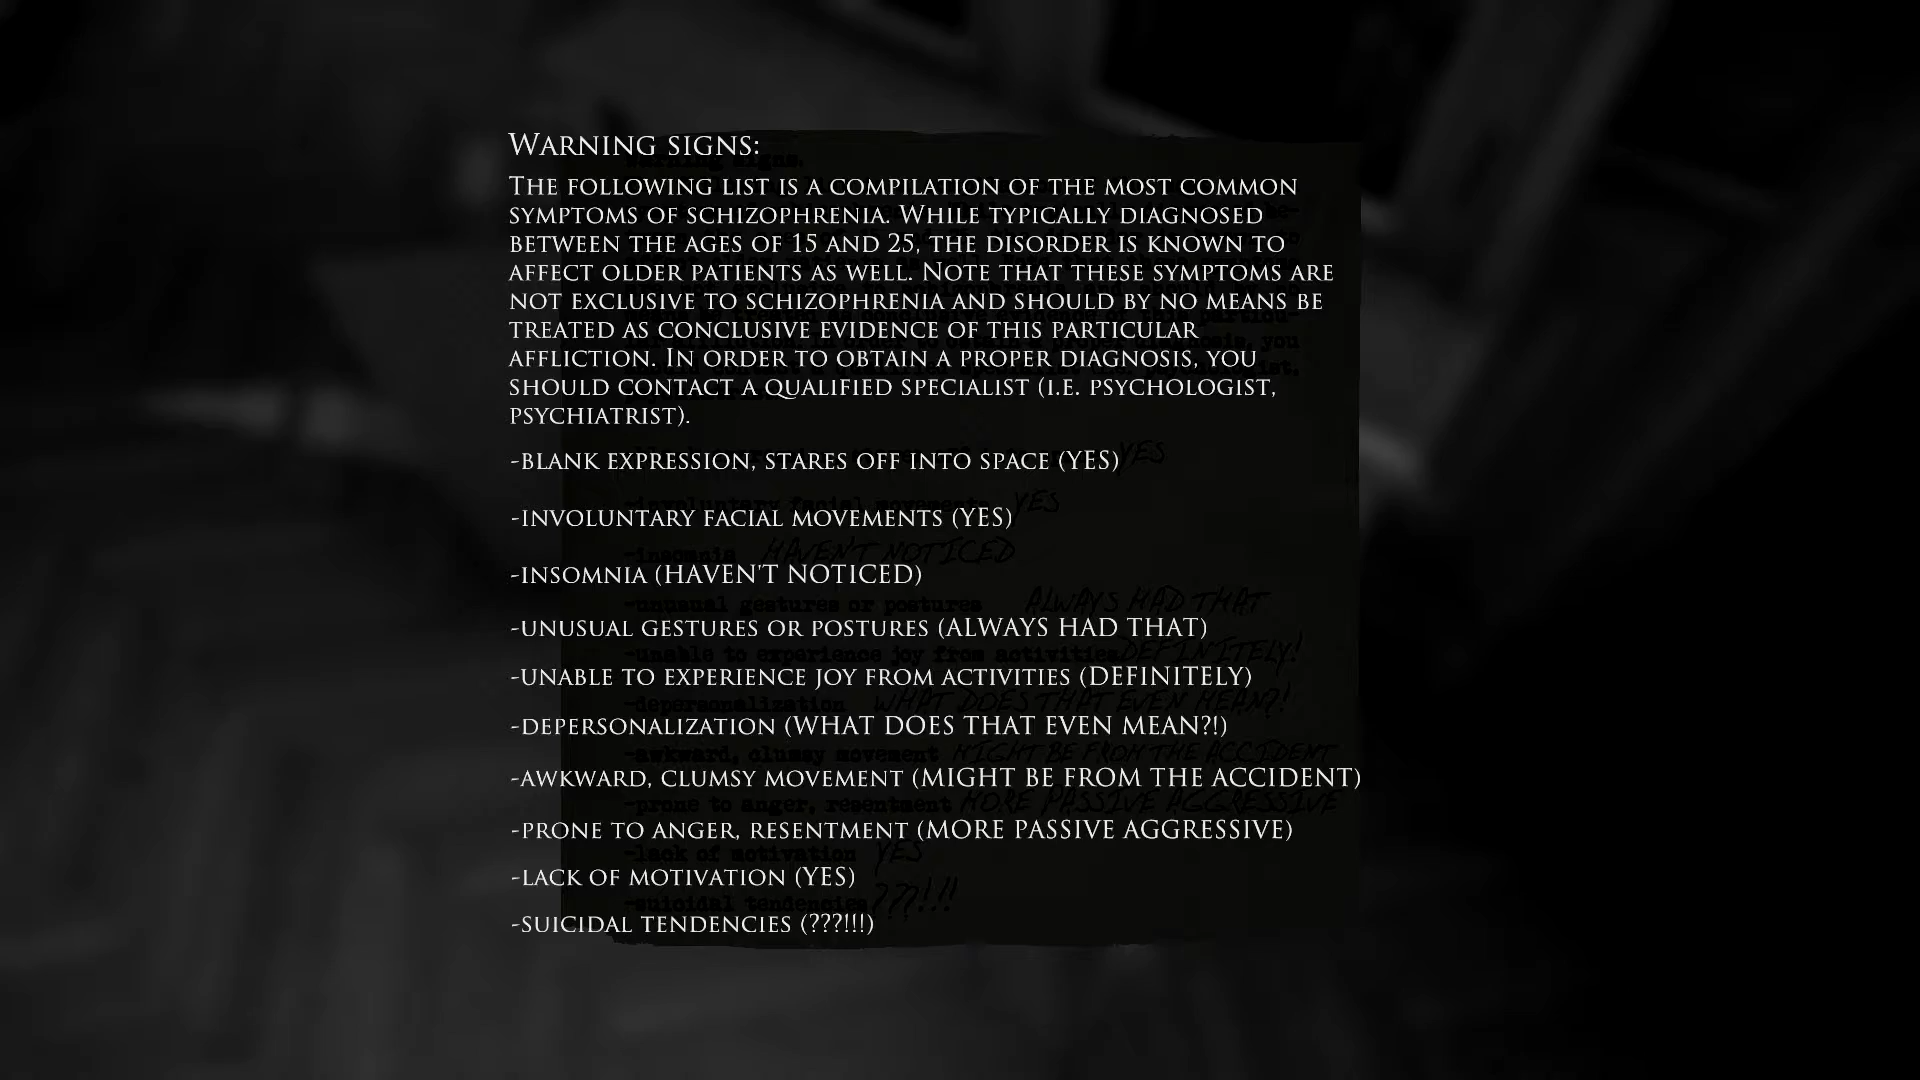 Warning signs:
The following list is a compilation of the most common
symptoms of schizophrenia. While typically diagnosed
between the ages of 15 and 25, the disorder is known to
affect older patients as well. Note that these symptoms are
not exclusive to schizophrenia and should by no means be
treated as conclusive evidence of this particular
affliction. In order to obtain a proper diagnosis, you
should contact a qualified specialist (i.e. psychologist,
psychiatrist).
-blank expression, stares off into space (YES)
-involuntary facial movements (YES)
-insomnia (HAVEN'T NOTICED)
-unusual gestures or postures (ALWAYS HAD THAT)
-unable to experience joy from activities (DEFINITELY)
-depersonalization (WHAT DOES THAT EVEN MEAN?!)
-awkward, clumsy movement (MIGHT BE FROM THE ACCIDENT)
-prone to anger, resentment (MORE PASSIVE AGGRESSIVE)
-lack of motivation (YES)
-suicidal tendencies (???!!!)